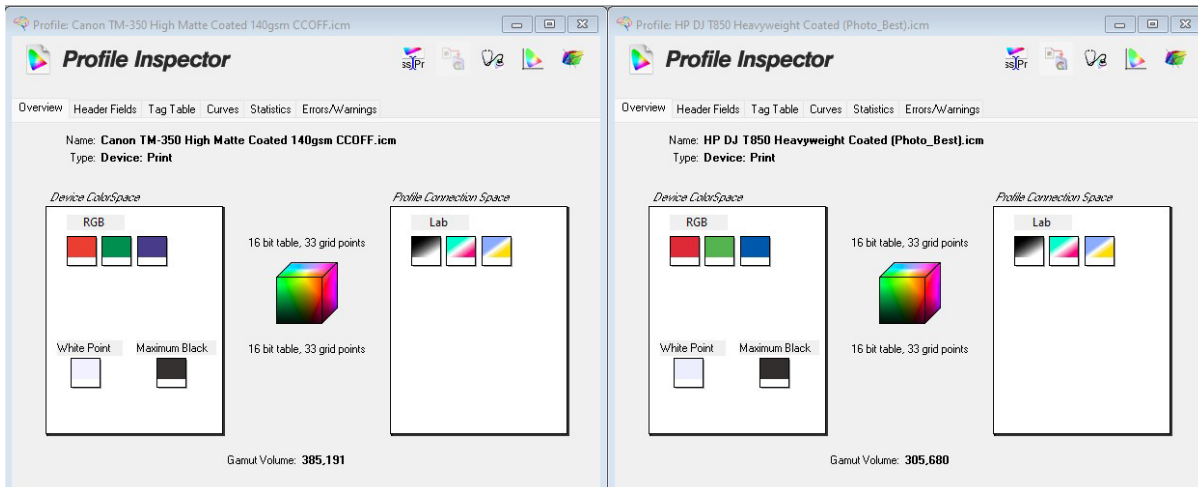 Profile: Canon TM-350 High Matte Coated 140gsm CCOFF.icm
Profile Inspector
ss Pr
Overview Header Fields Tag Table Curves Statistics Errors/Warnings
Name: Canon TM-350 High Matte Coated 140gsm CCOFF.icm
Type: Device: Print
Device ColorSpace
Profile Connection Space
RGB
Lab
16 bit table, 33 grid points
White Point
Maximum Black
16 bit table, 33 grid points
Gamut Volume: 385,191
Profile: HP DJ T850 Heavyweight Coated (Photo_Best).icm
Profile Inspector
ss Pr
Overview Header Fields Tag Table Curves Statistics Errors/Warnings
Name: HP DJ T850 Heavyweight Coated (Photo_Best).icm
Type: Device: Print
Device ColorSpace
Profile Connection Space
RGB
Lab
16 bit table, 33 grid points
White Point
Maximum Black
16 bit table, 33 grid points
Gamut Volume: 305,680